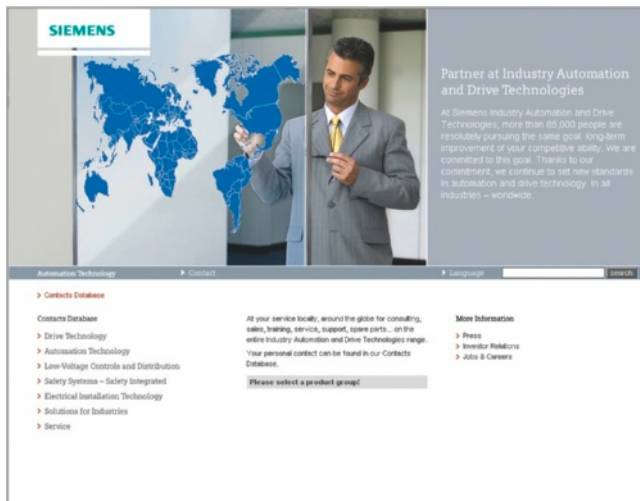 SIEMENS
Partner at Industry Automation
and Drive Technologies
At Siemens Industry Automation and Drive
Technologies, more than 85,000 people are
resolutely pursuing the same goal: long-term
improvement of your competitive ability. We are
committed to this goal. Thanks to our
commitment, we continue to set new standards
in automation and drive technology. In all
industries – worldwide.
Automation Technology
Contact
Language
search
Contacts Database
Contacts Database
Drive Technology
Automation Technology
Low-Voltage Controls and Distribution
Safety Systems – Safety Integrated
Electrical Installation Technology
Solutions for Industries
Service
At your service locally, around the globe for consulting,
sales, training, service, support, spare parts... on the
entire Industry Automation and Drive Technologies range.
Your personal contact can be found in our Contacts
Database.
Please select a product group!
More Information
Press
Investor Relations
Jobs & Careers